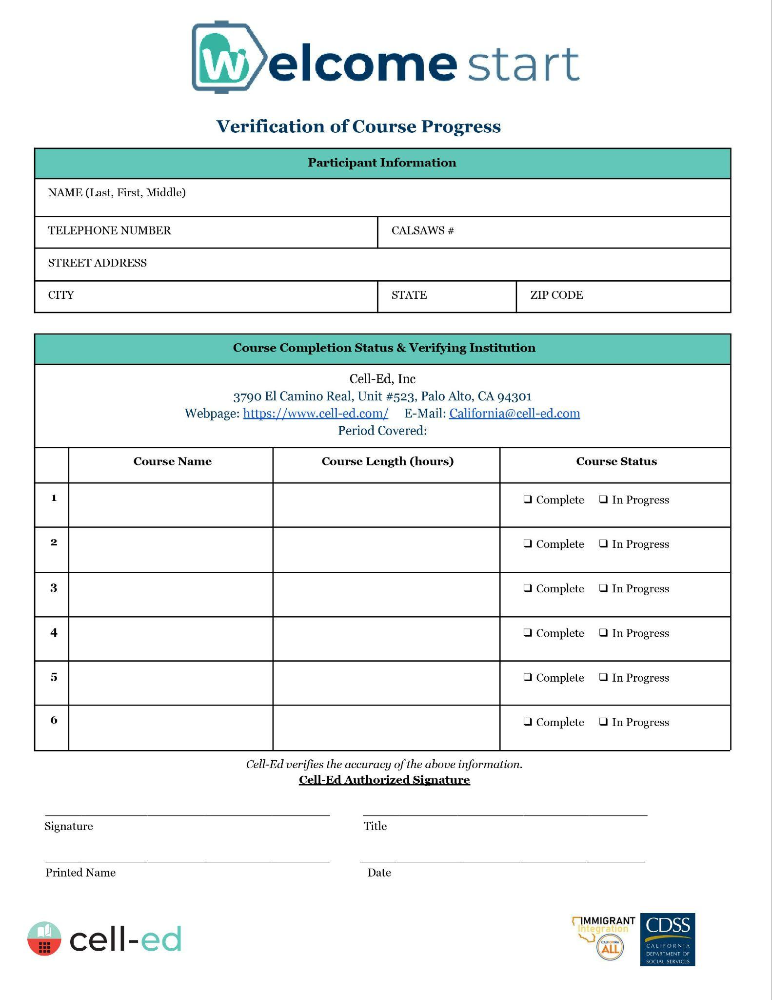 Welcome start
Verification of Course Progress
Participant Information
NAME (Last, First, Middle)
TELEPHONE NUMBER CALSAWS #
STREET ADDRESS
CITY STATE ZIP CODE
Course Completion Status & Verifying Institution
Cell-Ed, Inc
3790 El Camino Real, Unit #523, Palo Alto, CA 94301
Webpage: https://www.cell-ed.com/ E-Mail: California@cell-ed.com
Period Covered:
Course Name Course Length (hours) Course Status
1 ❑ Complete ❑ In Progress
2 ❑ Complete ❑ In Progress
3 ❑ Complete ❑ In Progress
4 ❑ Complete ❑ In Progress
5 ❑ Complete ❑ In Progress
6 ❑ Complete ❑ In Progress
Cell-Ed verifies the accuracy of the above information.
Cell-Ed Authorized Signature
Signature Title
Printed Name Date
cell-ed
IMMIGRANT
Integration
CALIFORNIA
ALL
CDSS
CALIFORNIA
DEPARTMENT OF
SOCIAL SERVICES